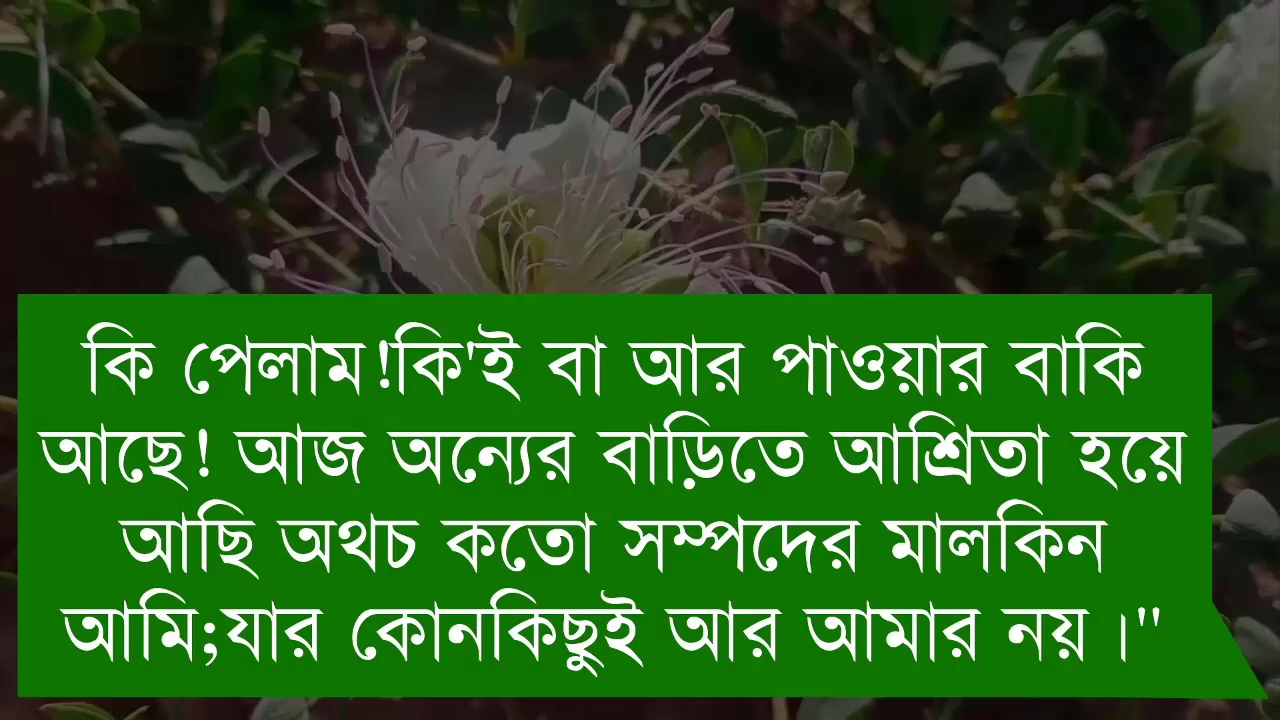 কি পেলাম!কি'ই বা আর পাওয়ার বাকি
আছে! আজ অন্যের বাড়িতে আশ্রিতা হয়ে
আছি অথচ কতো সম্পদের মালকিন
আমি;যার কোনকিছুই আর আমার নয়।"